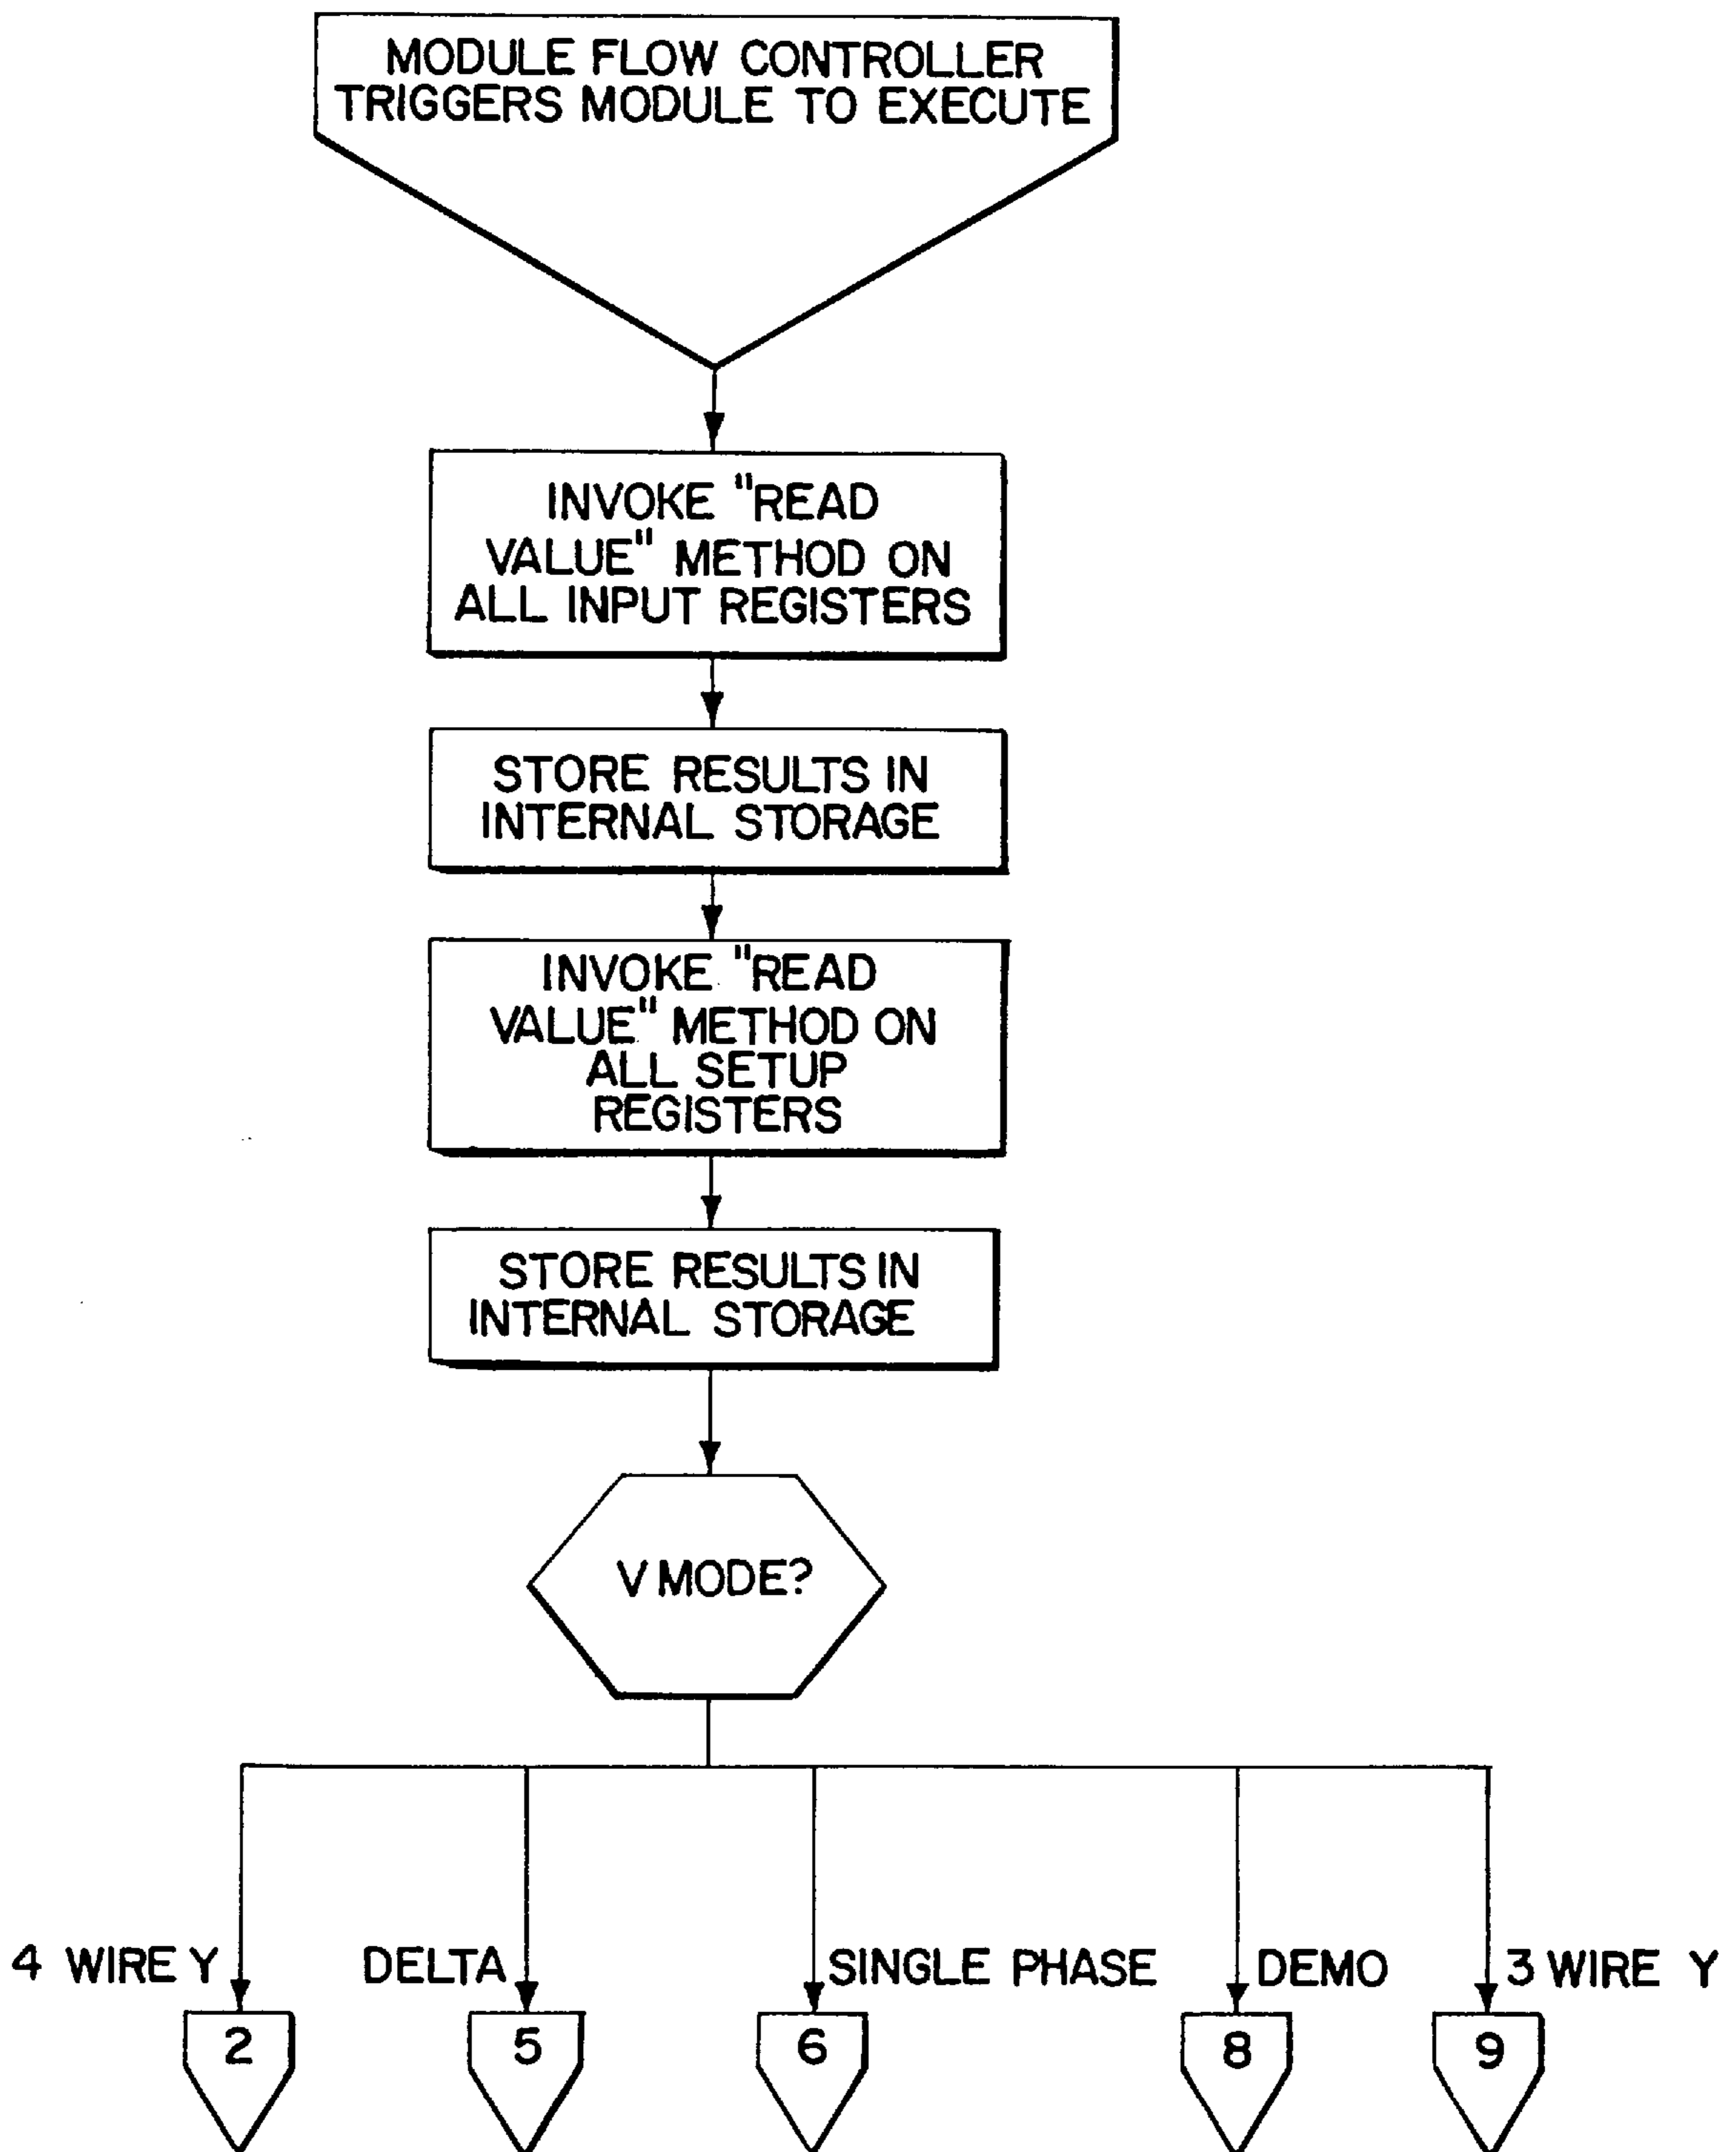 MODULE FLOW CONTROLLER
TRIGGERS MODULE TO EXECUTE
INVOKE "READ
VALUE" METHOD ON
ALL INPUT REGISTERS
STORE RESULTS IN
INTERNAL STORAGE
INVOKE "READ
VALUE" METHOD ON
ALL SETUP
REGISTERS
STORE RESULTS IN
INTERNAL STORAGE
V MODE?
4 WIRE Y
DELTA
SINGLE PHASE
DEMO
3 WIRE Y
2
5
6
8
9